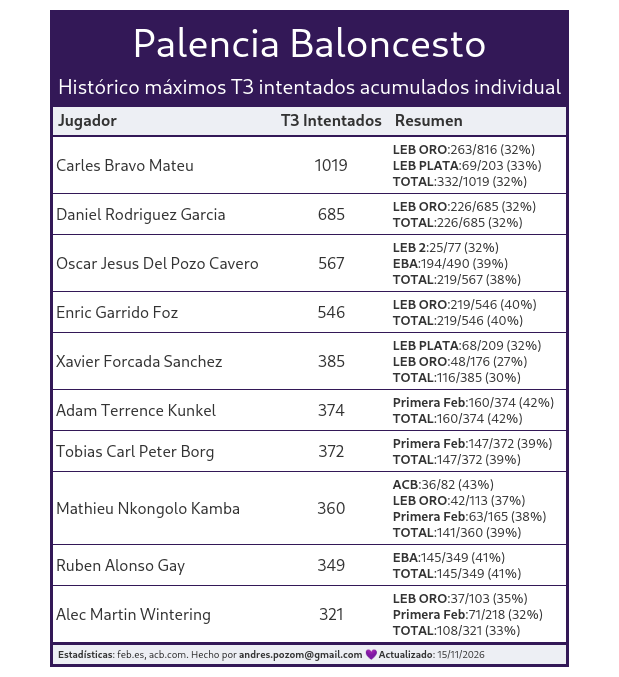 Palencia Baloncesto
Histórico máximos T3 intentados acumulados individual
Jugador T3 Intentados Resumen
Carles Bravo Mateu 1019
LEB ORO:263/816 (32%)
LEB PLATA:69/203 (33%)
TOTAL:332/1019 (32%)
Daniel Rodriguez Garcia 685
LEB ORO:226/685 (32%)
TOTAL:226/685 (32%)
Oscar Jesus Del Pozo Cavero 567
LEB 2:25/77 (32%)
EBA:194/490 (39%)
TOTAL:219/567 (38%)
Enric Garrido Foz 546
LEB ORO:219/546 (40%)
TOTAL:219/546 (40%)
Xavier Forcada Sanchez 385
LEB PLATA:68/209 (32%)
LEB ORO:48/176 (27%)
TOTAL:116/385 (30%)
Adam Terrence Kunkel 374
Primera Feb:160/374 (42%)
TOTAL:160/374 (42%)
Tobias Carl Peter Borg 372
Primera Feb:147/372 (39%)
TOTAL:147/372 (39%)
Mathieu Nkongolo Kamba 360
ACB:36/82 (43%)
LEB ORO:42/113 (37%)
Primera Feb:63/165 (38%)
TOTAL:141/360 (39%)
Ruben Alonso Gay 349
EBA:145/349 (41%)
TOTAL:145/349 (41%)
Alec Martin Wintering 321
LEB ORO:37/103 (35%)
Primera Feb:71/218 (32%)
TOTAL:108/321 (33%)
Estadísticas: feb.es, acb.com. Hecho por andres.pozom@gmail.com 💜 Actualizado: 15/11/2026